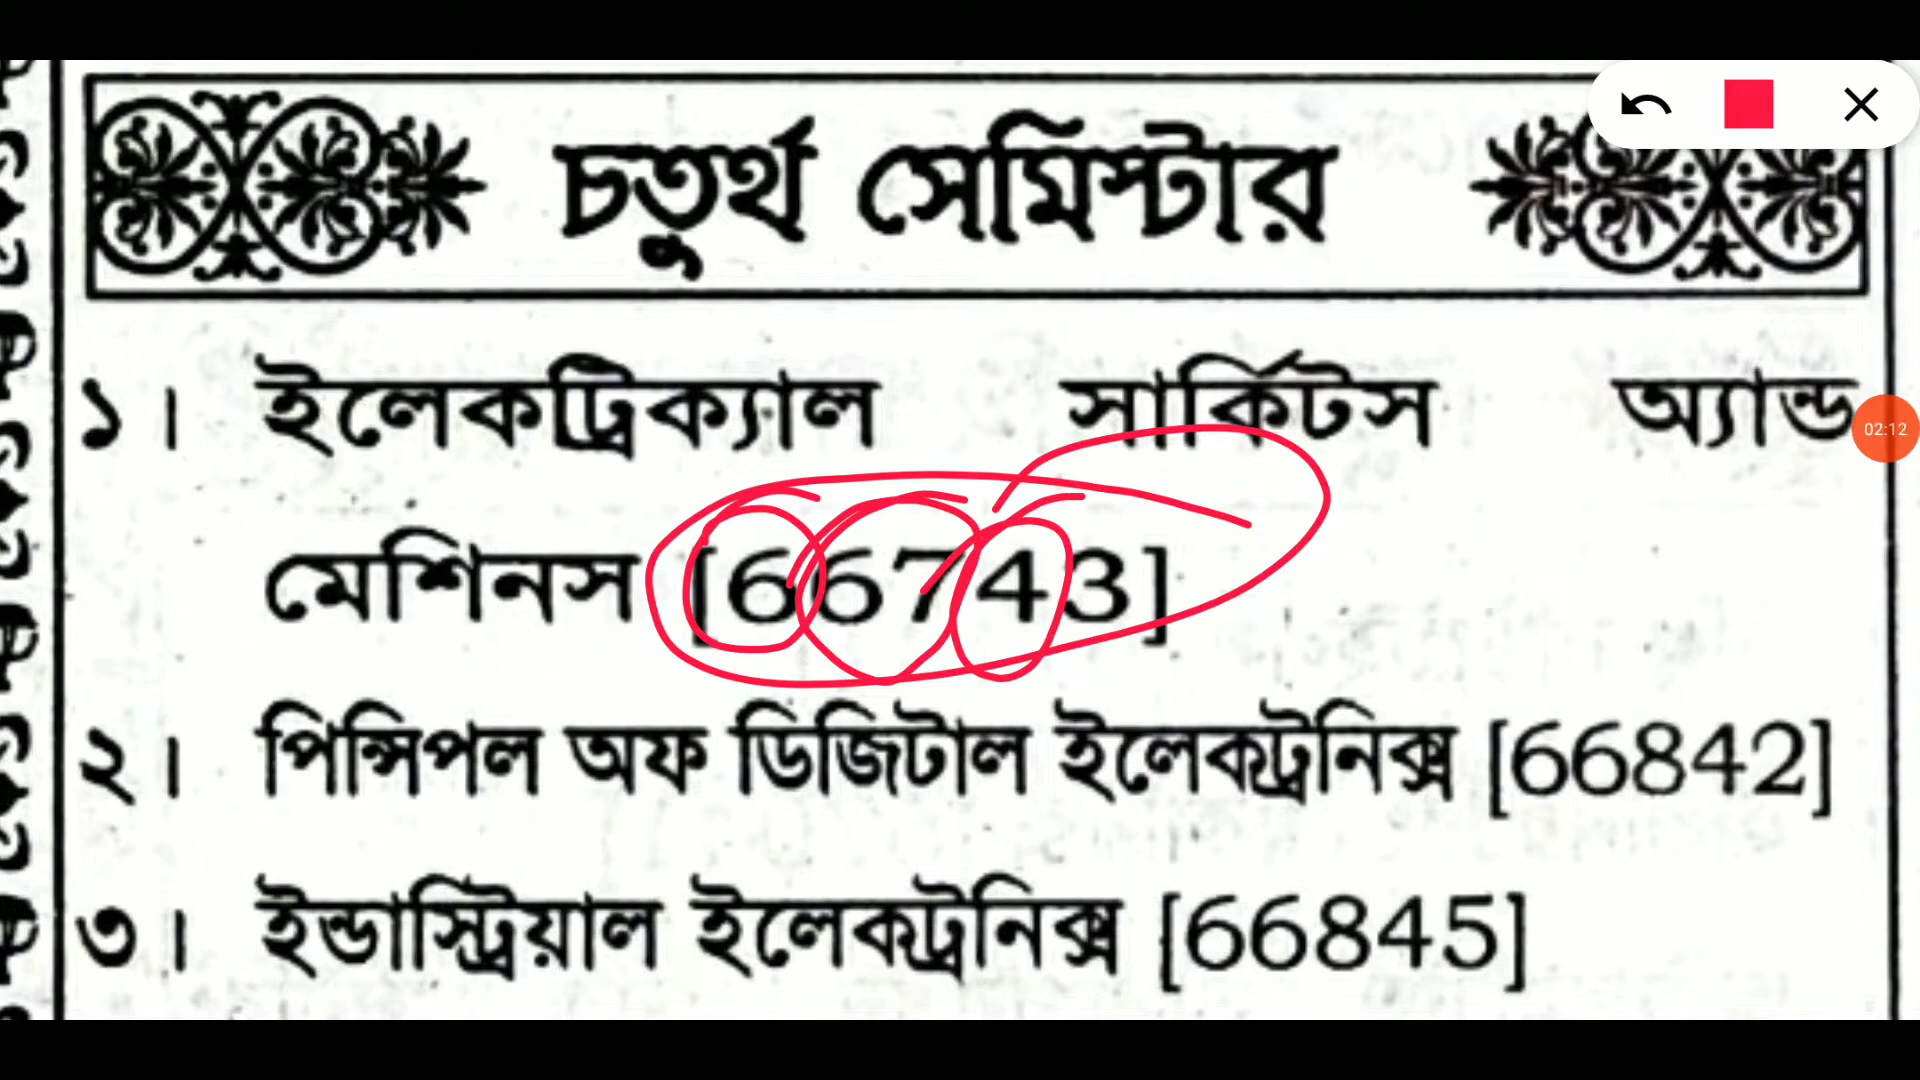 চতুর্থ সেমিস্টার
১। ইলেকট্রিক্যাল সার্কিটস অ্যান্ড
02:12
মেশিনস [66743]
২। পিন্সিপল অফ ডিজিটাল ইলেকট্রনিক্স [66842]
৩। ইন্ডাস্ট্রিয়াল ইলেকট্রনিক্স [66845]